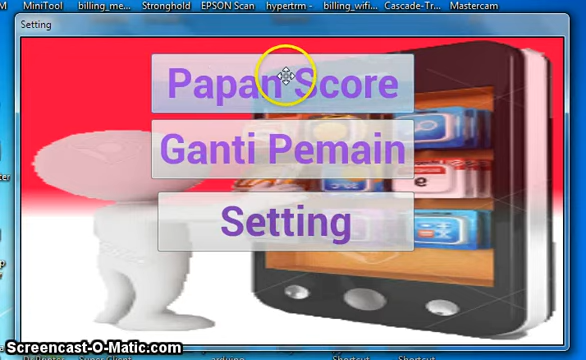 MiniTool billing_me... Stronghold EPSON Scan hypertrm - billing_wifi... Cascade-Tr... Mastercam
Setting
Papan Score
Ganti Pemain
Setting
Screencast-O-Matic.com